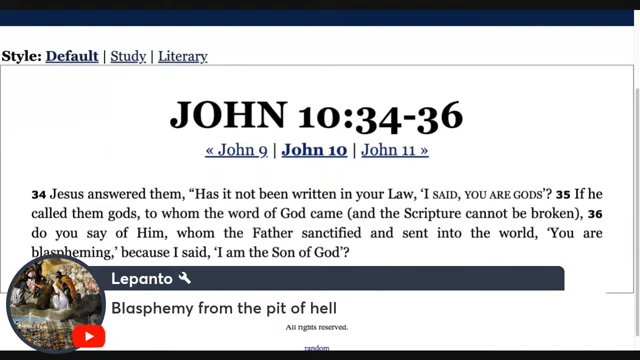 Style: Default | Study | Literary
JOHN 10:34-36
« John 9 | John 10 | John 11 »
34 Jesus answered them, “Has it not been written in your Law, ‘I SAID, YOU ARE GODS’? 35 If he
called them gods, to whom the word of God came (and the Scripture cannot be broken), 36
do you say of Him, whom the Father sanctified and sent into the world, ‘You are
blaspheming,’ because I said, ‘I am the Son of God’?
Lepanto
Blasphemy from the pit of hell
All rights reserved.
random